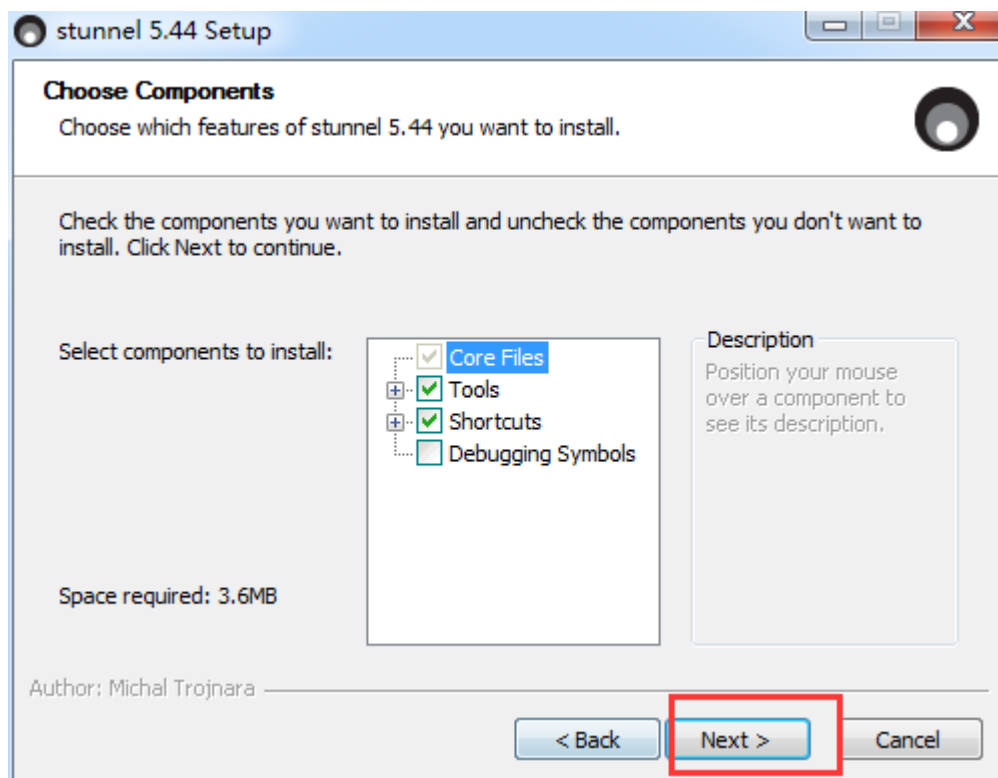 stunnel 5.44 Setup
Choose Components
Choose which features of stunnel 5.44 you want to install.
Check the components you want to install and uncheck the components you don't want to
install. Click Next to continue.
Select components to install:
Core Files
Tools
Shortcuts
Debugging Symbols
Description
Position your mouse
over a component to
see its description.
Space required: 3.6MB
Author: Michal Trojnara
< Back
Next >
Cancel